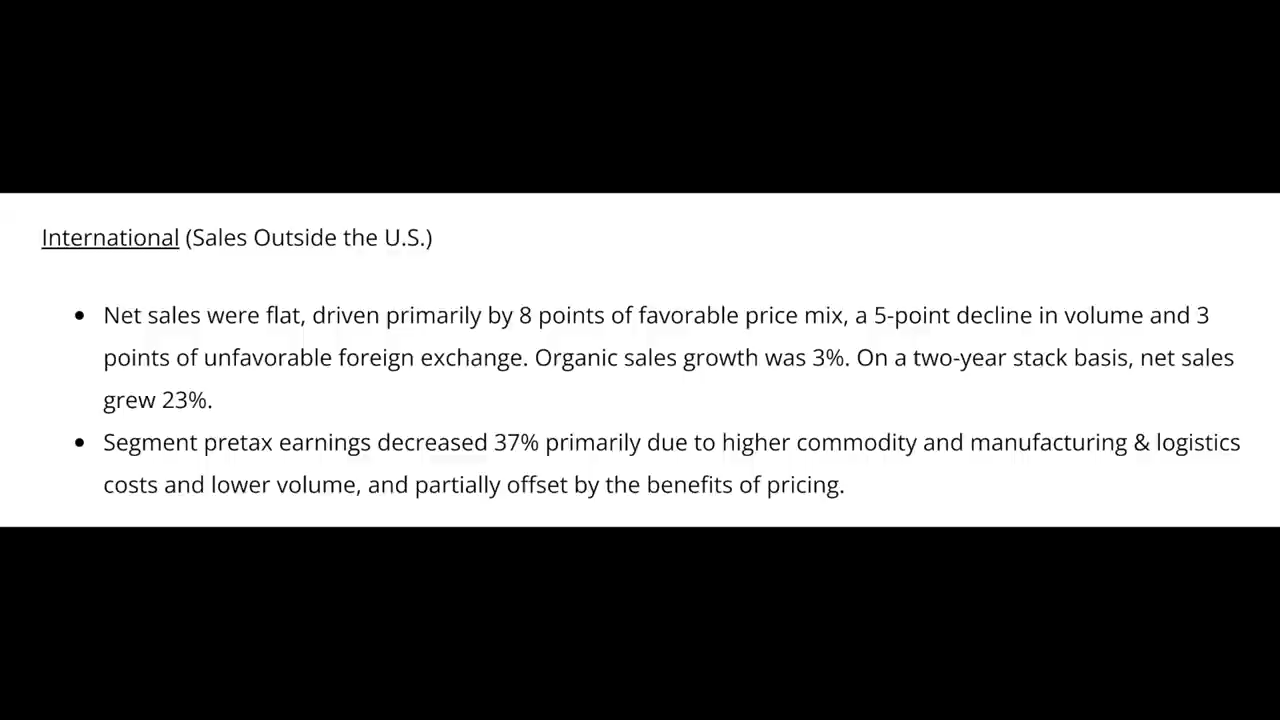 International (Sales Outside the U.S.)
• Net sales were flat, driven primarily by 8 points of favorable price mix, a 5-point decline in volume and 3
points of unfavorable foreign exchange. Organic sales growth was 3%. On a two-year stack basis, net sales
grew 23%.
• Segment pretax earnings decreased 37% primarily due to higher commodity and manufacturing & logistics
costs and lower volume, and partially offset by the benefits of pricing.